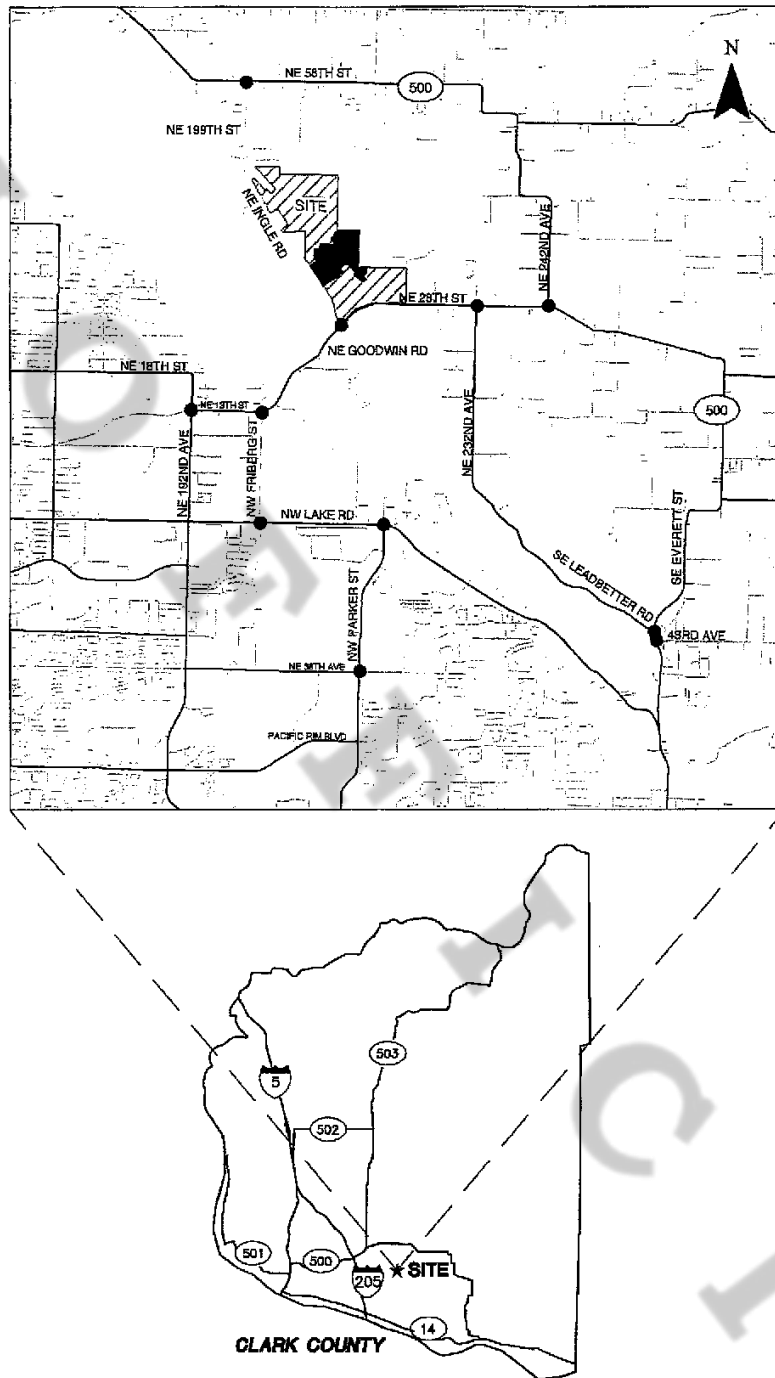 NE 58TH ST
500
N
NE 199TH ST
NE INGLE RD
SITE
NE 242ND AVE
NE 28TH ST
NE GOODWIN RD
NE 18TH ST
NE 13TH ST
500
NE 192ND AVE
NW FRIBERG ST
NE 232ND AVE
NW LAKE RD
SE EVERETT ST
NW PARKER ST
SE LEADBETTER RD
43RD AVE
NE 38TH AVE
PACIFIC RIM BLVD
503
5
502
501
500
205
SITE
14
CLARK COUNTY